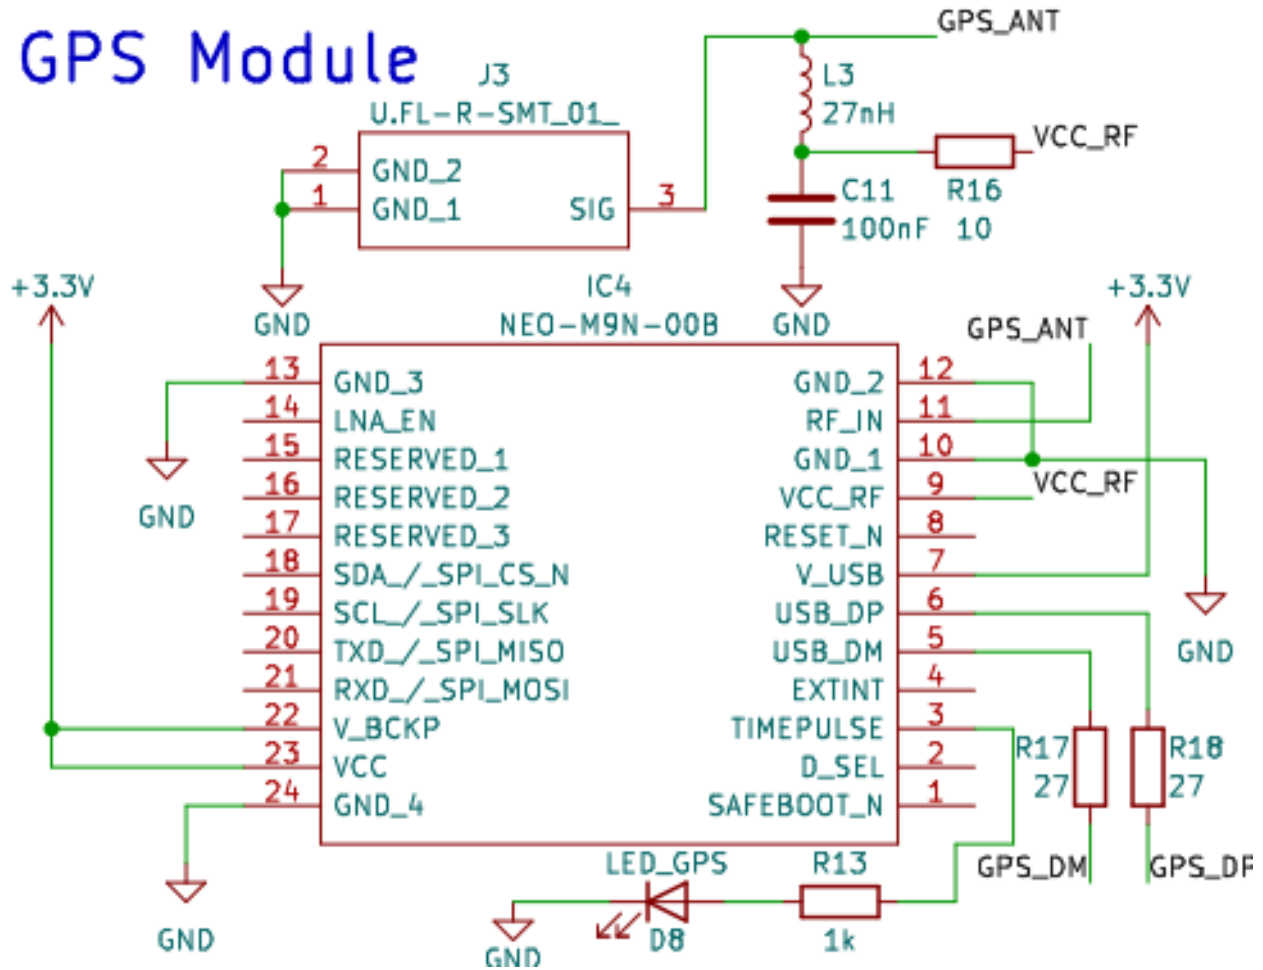 GPS Module
GPS_ANT
J3
U.FL-R-SMT_01_
L3
27nH
VCC_RF
2
GND_2
1
GND_1
SIG
3
C11
100nF
R16
10
GND
GND
+3.3V
IC4
NEO-M9N-00B
+3.3V
GPS_ANT
13 GND_3 GND_2 12
14 LNA_EN RF_IN 11
15 RESERVED_1 GND_1 10
16 RESERVED_2 VCC_RF 9 VCC_RF
17 RESERVED_3 RESET_N 8
18 SDA_/_SPI_CS_N V_USB 7
19 SCL_/_SPI_SLK USB_DP 6
20 TXD_/_SPI_MISO USB_DM 5
21 RXD_/_SPI_MOSI EXTINT 4
22 V_BCKP TIMEPULSE 3
23 VCC D_SEL 2
24 GND_4 SAFEBOOT_N 1
GND
GND
R17
27
R18
27
GPS_DM
GPS_DP
LED_GPS
D8
R13
1k
GND
GND